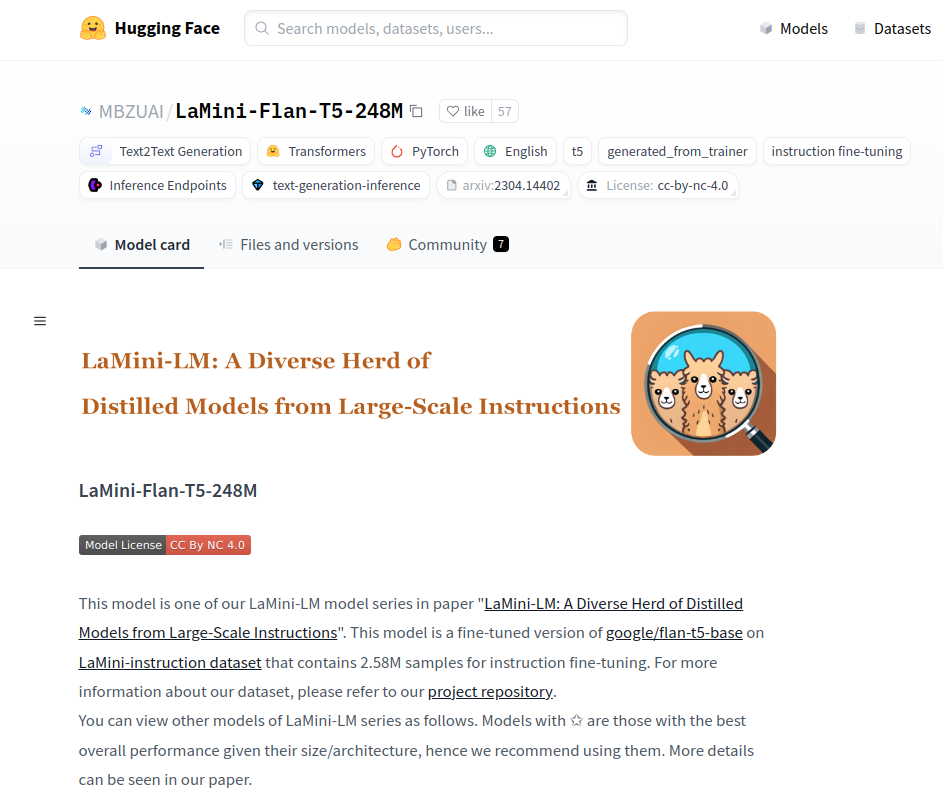 Hugging Face
Search models, datasets, users...
Models
Datasets
MBZUAI/LaMini-Flan-T5-248M
like 57
Text2Text Generation Transformers PyTorch English t5 generated_from_trainer instruction fine-tuning
Inference Endpoints text-generation-inference arxiv:2304.14402 License: cc-by-nc-4.0
Model card Files and versions Community 7
LaMini-LM: A Diverse Herd of
Distilled Models from Large-Scale Instructions
LaMini-Flan-T5-248M
Model License CC By NC 4.0
This model is one of our LaMini-LM model series in paper "LaMini-LM: A Diverse Herd of Distilled
Models from Large-Scale Instructions". This model is a fine-tuned version of google/flan-t5-base on
LaMini-instruction dataset that contains 2.58M samples for instruction fine-tuning. For more
information about our dataset, please refer to our project repository.
You can view other models of LaMini-LM series as follows. Models with ✩ are those with the best
overall performance given their size/architecture, hence we recommend using them. More details
can be seen in our paper.